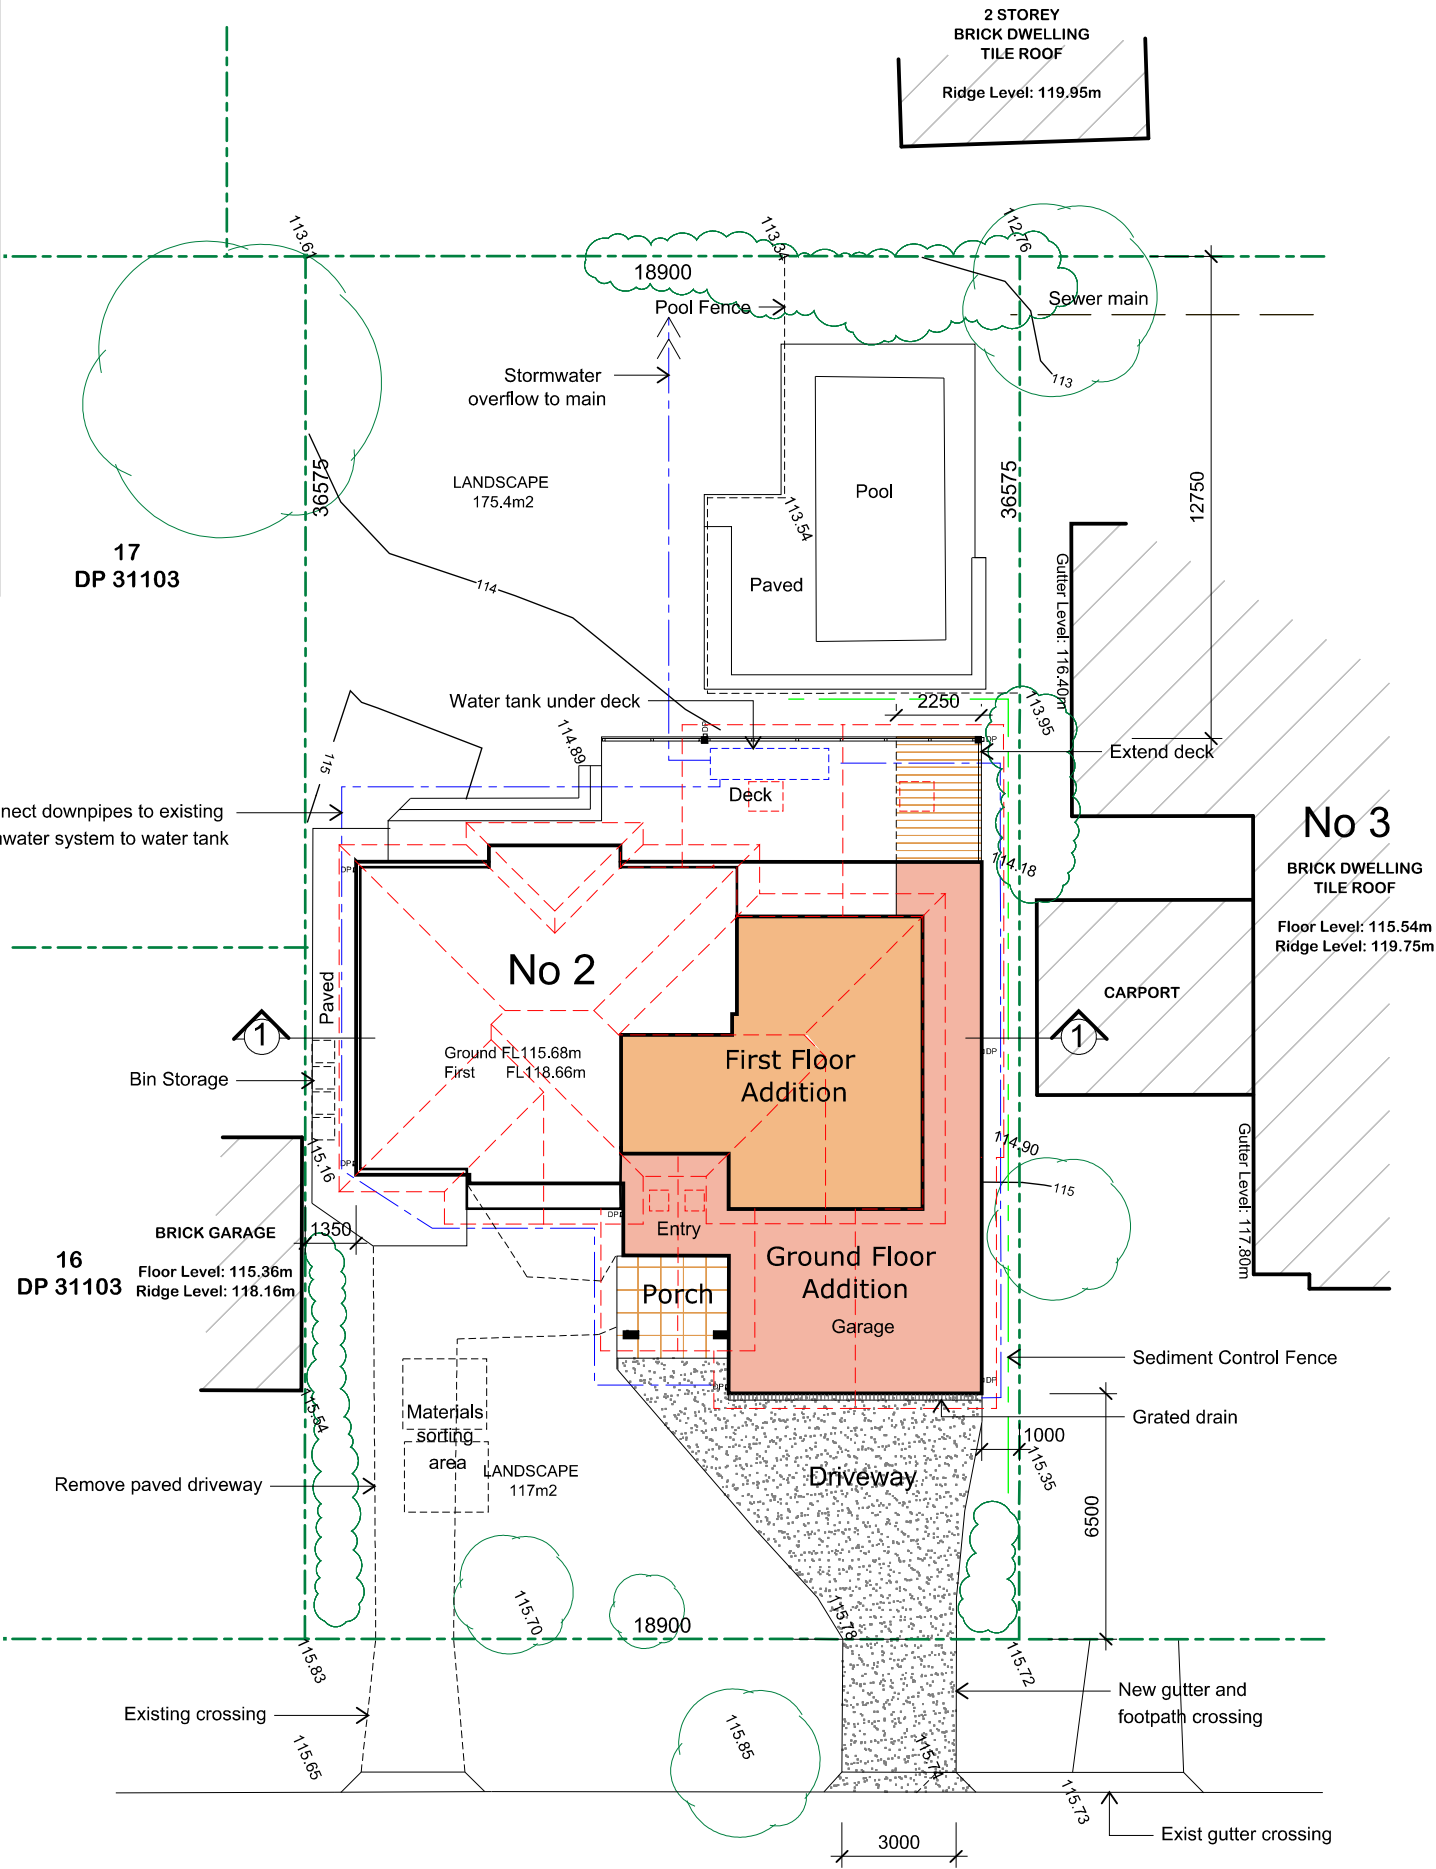 2 STOREY
BRICK DWELLING
TILE ROOF
Ridge Level: 119.95m
113.61
113.34
112.76
18900
Pool Fence
Sewer main
Stormwater
overflow to main
113
36575
36575
12750
LANDSCAPE
175.4m2
Pool
113.54
17
DP 31103
114
Paved
Gutter Level: 116.40m
Water tank under deck
2250
113.95
114.89
DP
DP
Extend deck
115
Deck
nect downpipes to existing
water system to water tank
No 3
BRICK DWELLING
TILE ROOF
Floor Level: 115.54m
Ridge Level: 119.75m
114.18
DP
No 2
Paved
CARPORT
1
1
Ground FL115.68m
First FL118.66m
First Floor
Addition
DP
Bin Storage
115.16
DP
114.90
115
Gutter Level: 117.80m
BRICK GARAGE
1350
DP
Entry
16
DP 31103
Floor Level: 115.36m
Ridge Level: 118.16m
Ground Floor
Addition
Porch
Garage
Sediment Control Fence
DP
DP
115.54
Materials
sorting
area
Grated drain
1000
115.35
LANDSCAPE
117m2
Driveway
Remove paved driveway
6500
115.70
115.78
18900
115.83
115.72
New gutter and
footpath crossing
Existing crossing
115.85
115.65
115.74
115.73
Exist gutter crossing
3000